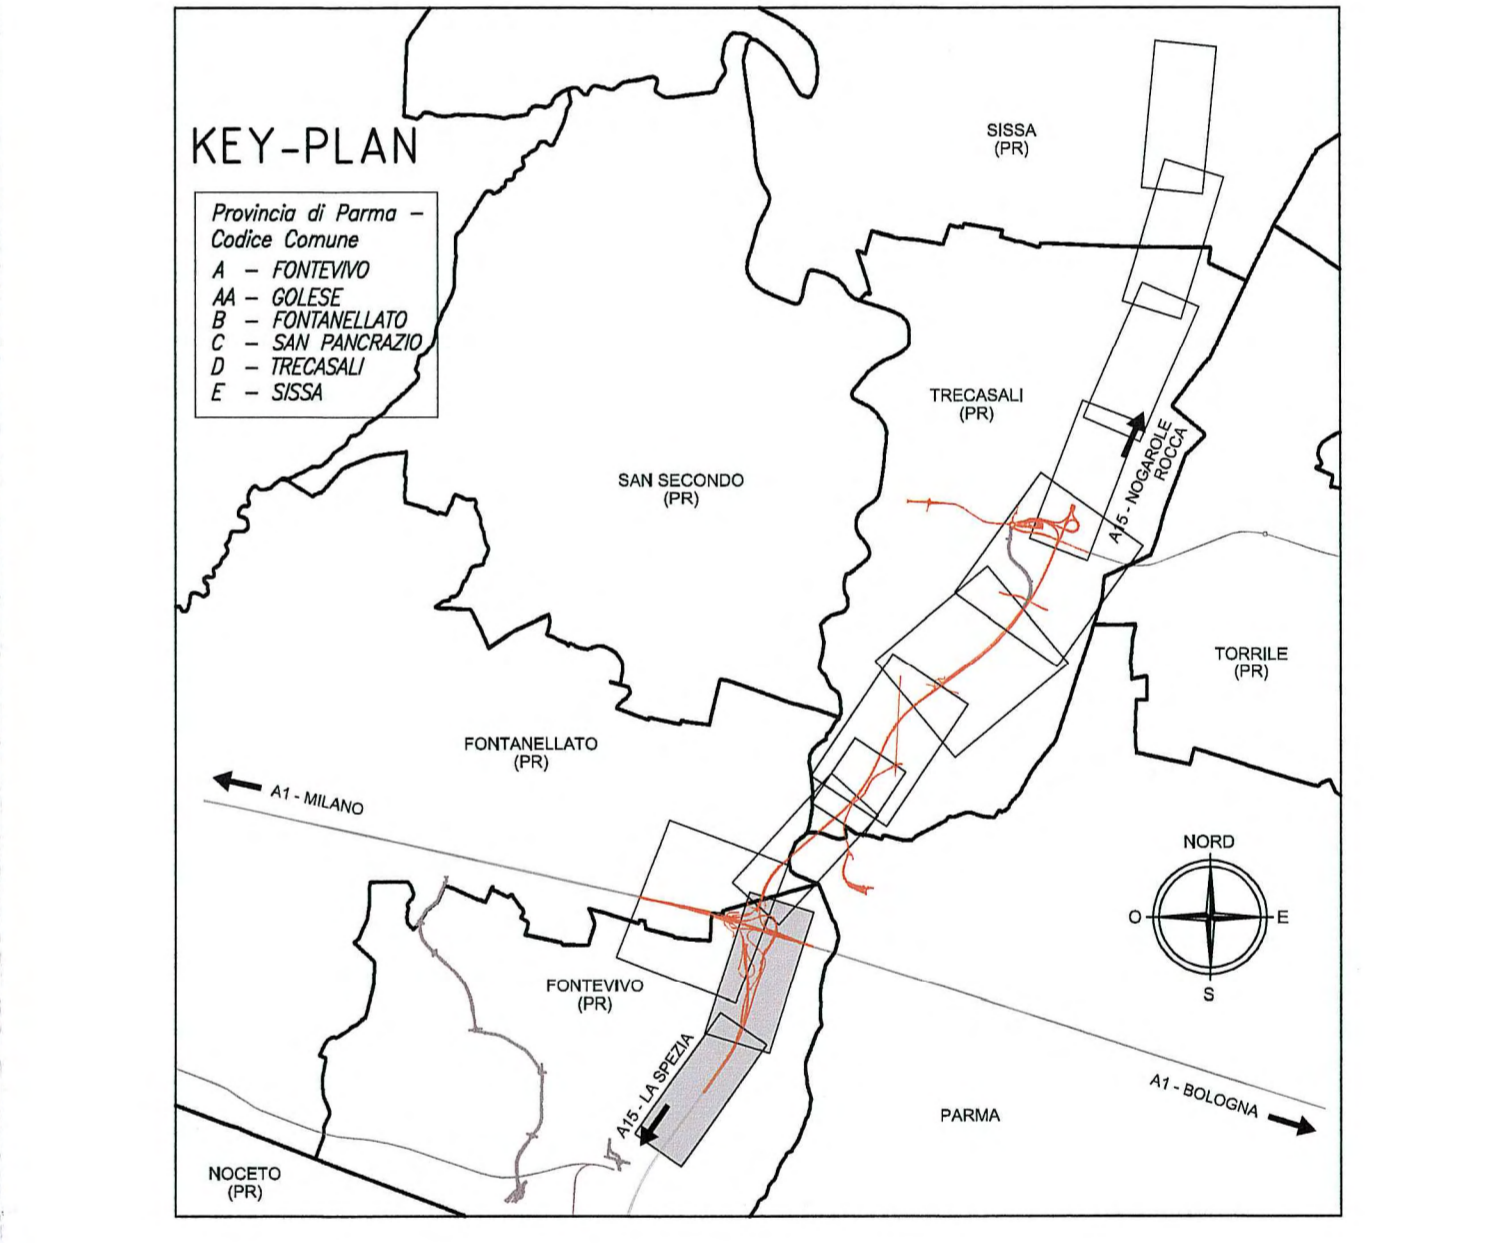 KEY-PLAN
Provincia di Parma –
Codice Comune
A – FONTEVIVO
AA – GOLESE
B – FONTANELLATO
C – SAN PANCRAZIO
D – TRECASALI
E – SISSA
SISSA
(PR)
TRECASALI
(PR)
A15 - NOGAROLE
ROCCA
SAN SECONDO
(PR)
TORRILE
(PR)
FONTANELLATO
(PR)
A1 - MILANO
NORD
O
E
S
FONTEVIVO
(PR)
A15 - LA SPEZIA
A1 - BOLOGNA
PARMA
NOCETO
(PR)